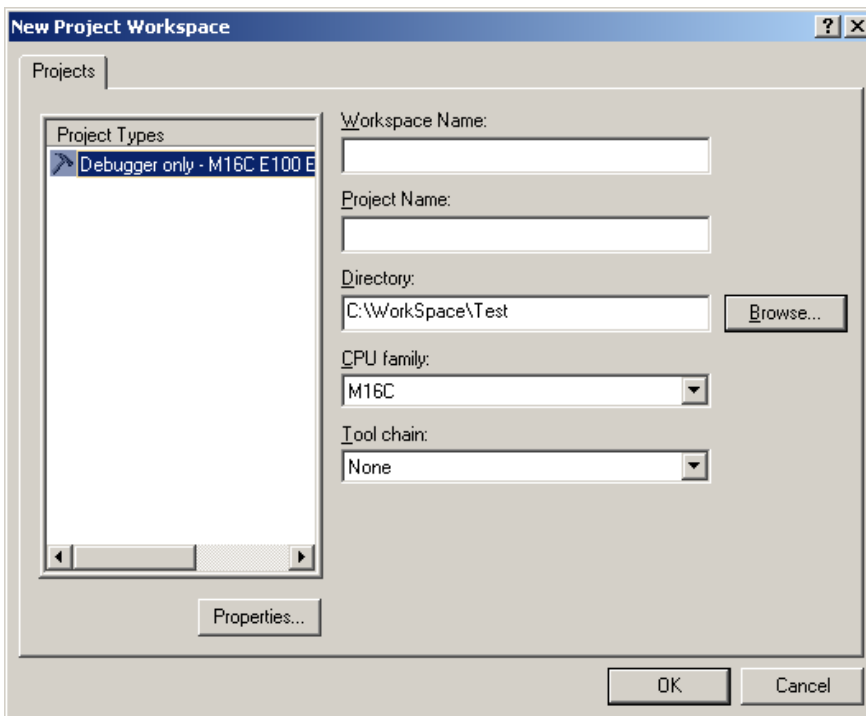 New Project Workspace
Projects
Project Types
Debugger only - M16C E100 E
Workspace Name:
Project Name:
Directory:
C:\WorkSpace\Test
Browse...
CPU family:
M16C
Tool chain:
None
Properties...
OK
Cancel